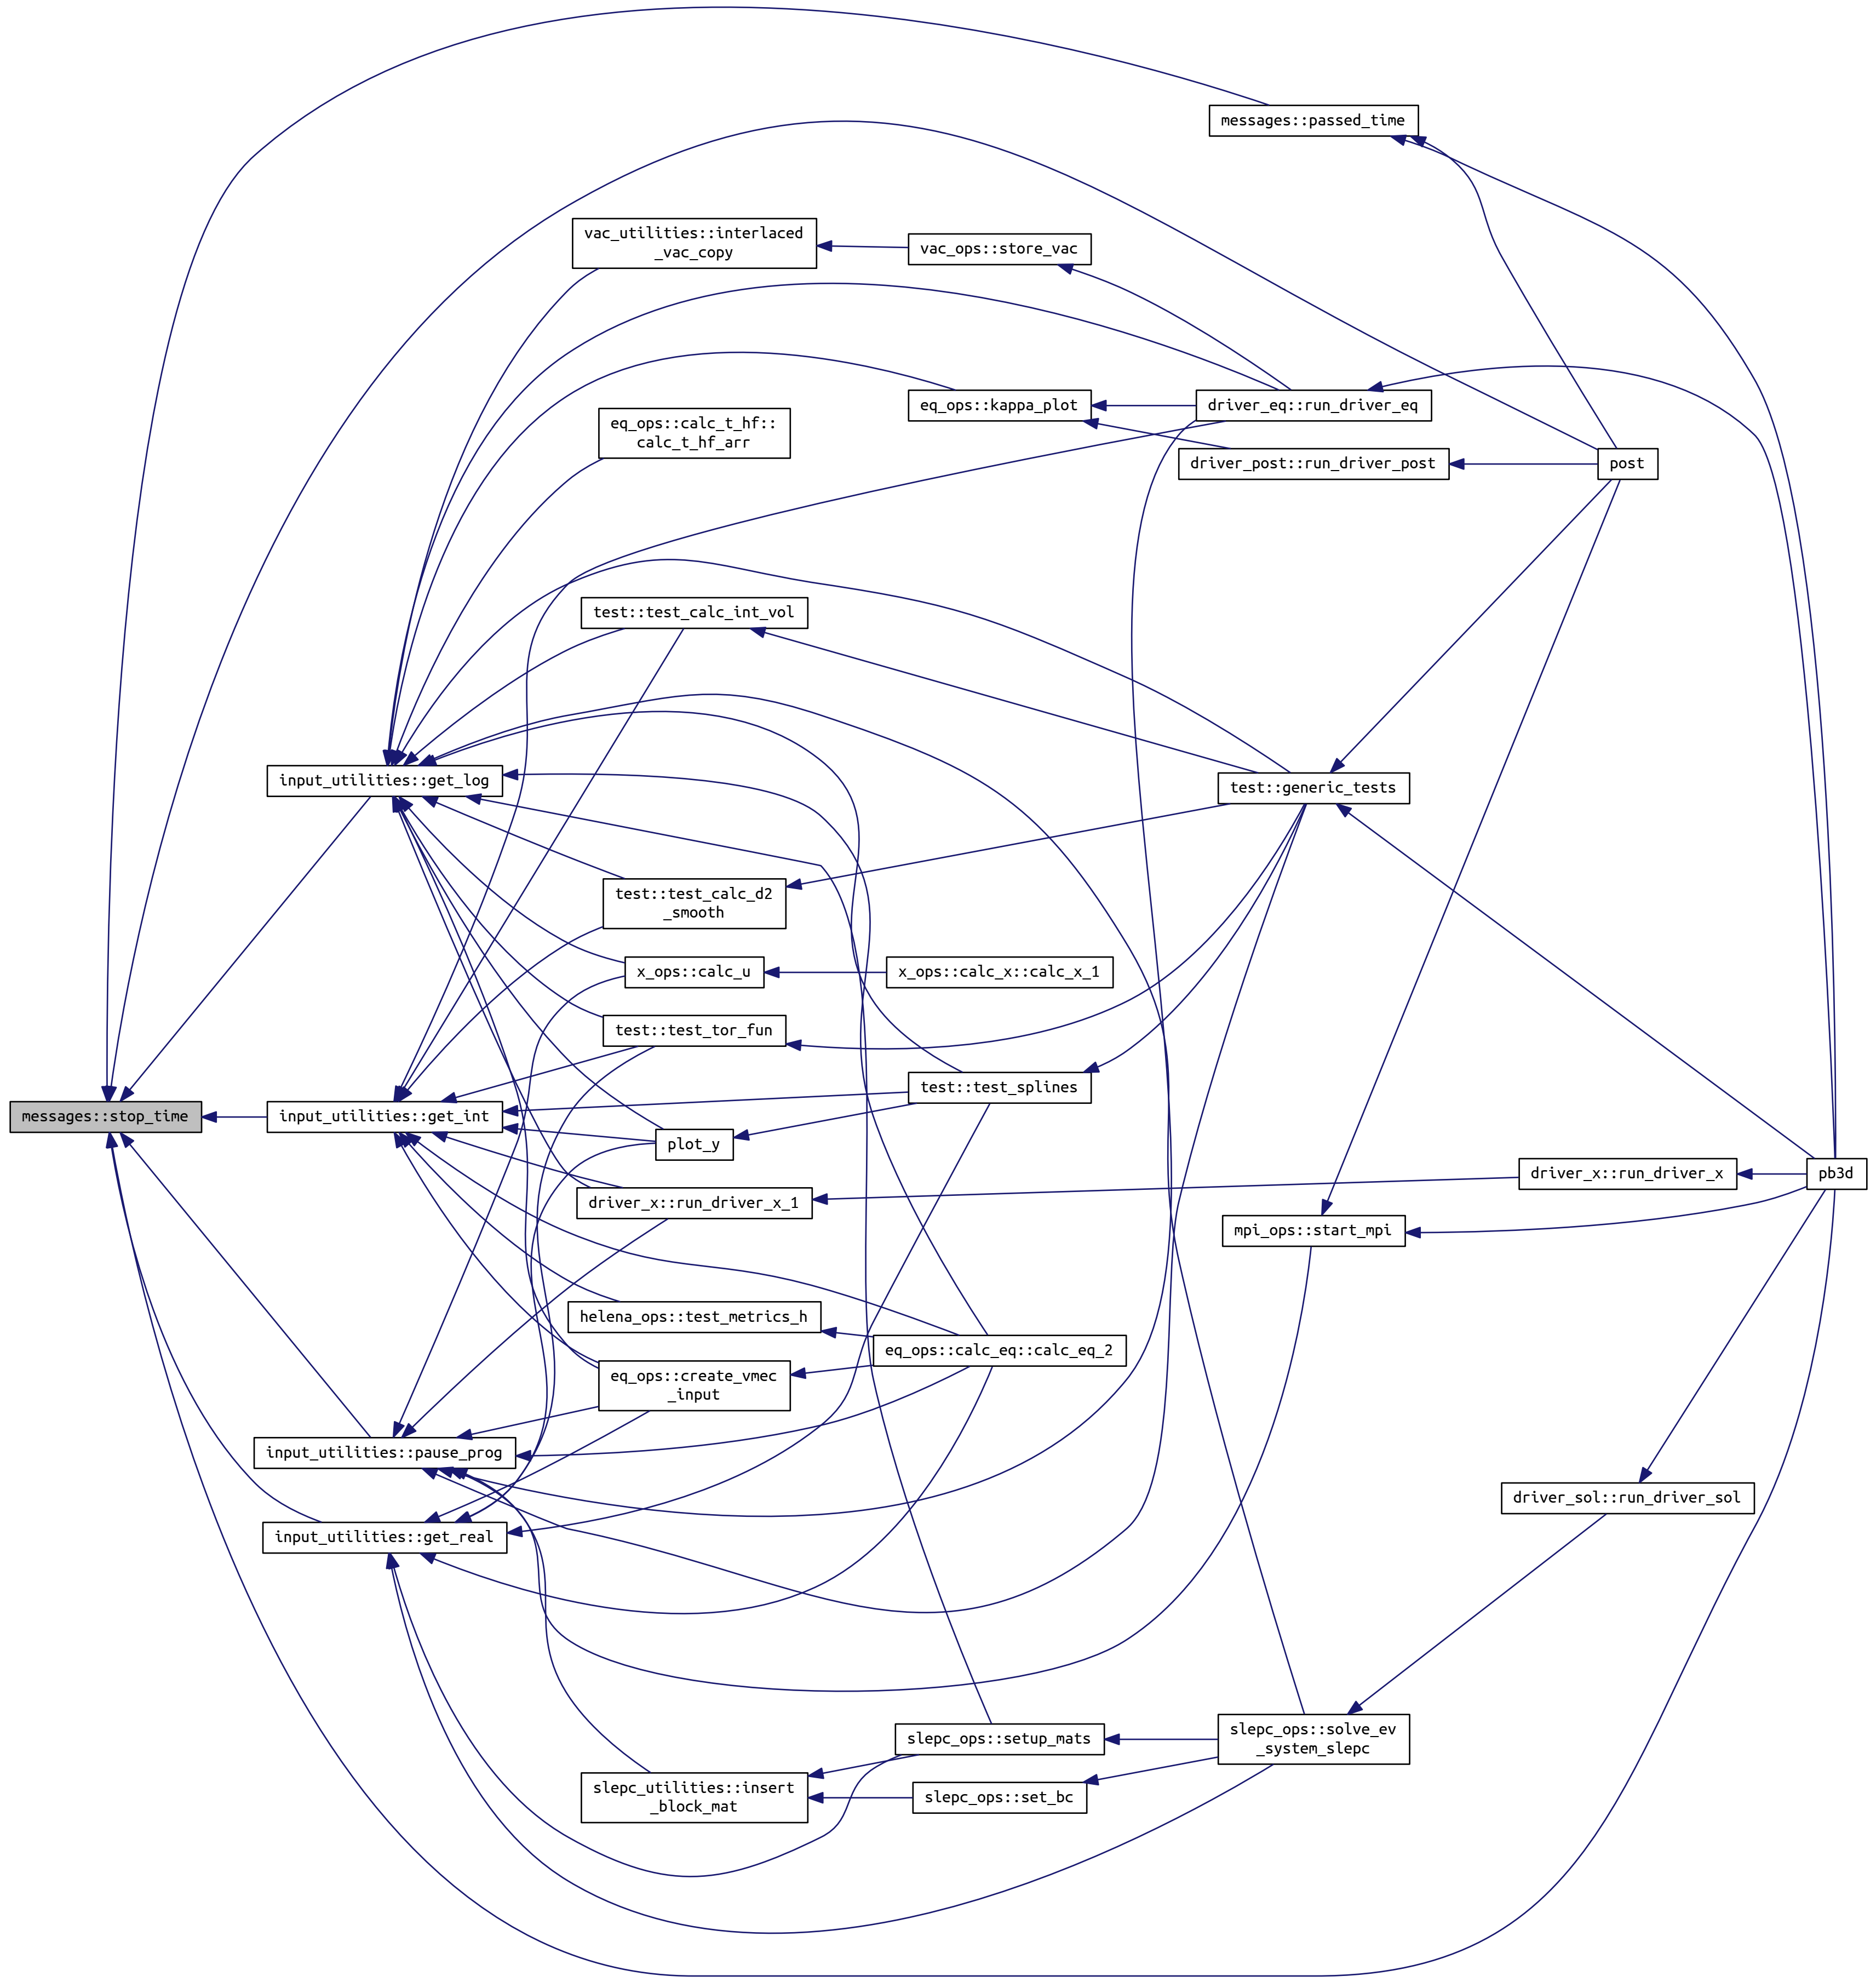 messages::passed_time
vac_utilities::interlaced
_vac_copy
vac_ops::store_vac
eq_ops::kappa_plot
driver_eq::run_driver_eq
eq_ops::calc_t_hf::
calc_t_hf_arr
driver_post::run_driver_post
post
test::test_calc_int_vol
input_utilities::get_log
test::generic_tests
test::test_calc_d2
_smooth
x_ops::calc_u
x_ops::calc_x::calc_x_1
test::test_tor_fun
test::test_splines
messages::stop_time
input_utilities::get_int
plot_y
driver_x::run_driver_x
pb3d
driver_x::run_driver_x_1
mpi_ops::start_mpi
helena_ops::test_metrics_h
eq_ops::calc_eq::calc_eq_2
eq_ops::create_vmec
_input
input_utilities::pause_prog
driver_sol::run_driver_sol
input_utilities::get_real
slepc_ops::setup_mats
slepc_ops::solve_ev
_system_slepc
slepc_utilities::insert
_block_mat
slepc_ops::set_bc